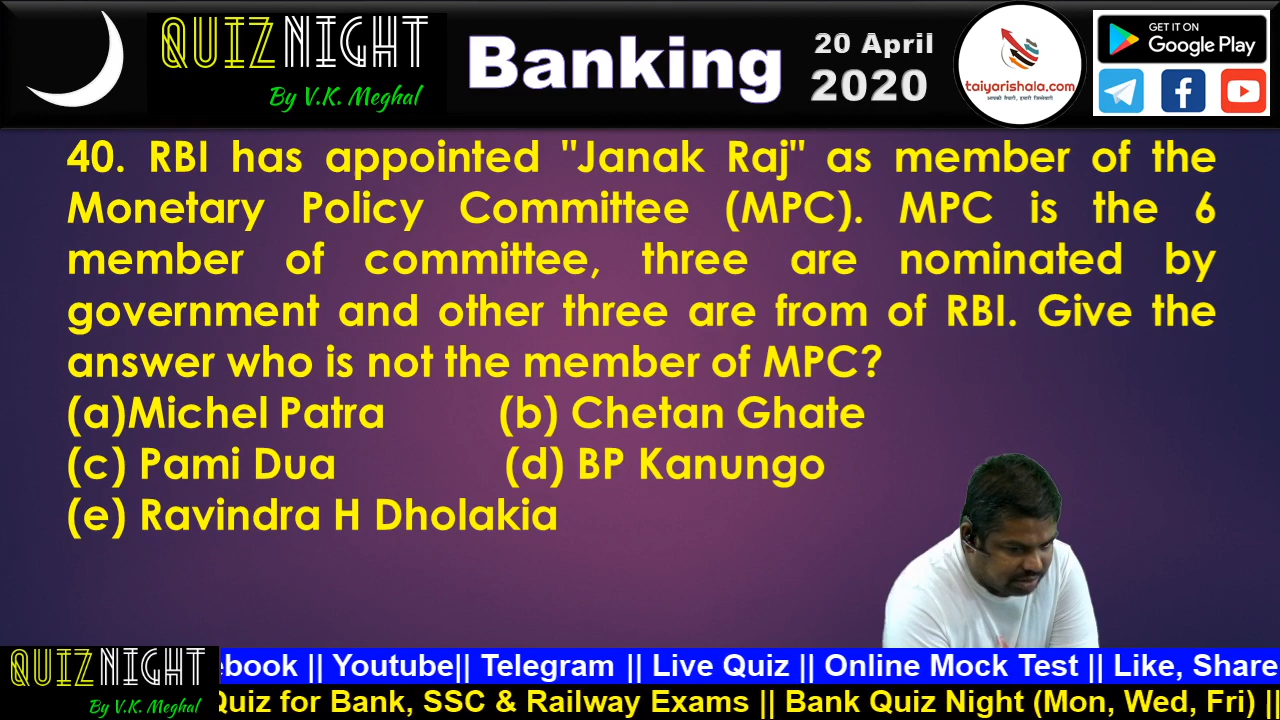 QUIZ NIGHT
By V.K. Meghal
Banking
20 April
2020
taiyarishala.com
आपकी तैयारी, हमारी जिम्मेदारी
GET IT ON
Google Play
40. RBI has appointed "Janak Raj" as member of the
Monetary Policy Committee (MPC). MPC is the 6
member of committee, three are nominated by
government and other three are from of RBI. Give the
answer who is not the member of MPC?
(a)Michel Patra (b) Chetan Ghate
(c) Pami Dua (d) BP Kanungo
(e) Ravindra H Dholakia
QUIZ NIGHT
By V.K. Meghal
ebook || Youtube|| Telegram || Live Quiz || Online Mock Test || Like, Share
Quiz for Bank, SSC & Railway Exams || Bank Quiz Night (Mon, Wed, Fri) ||